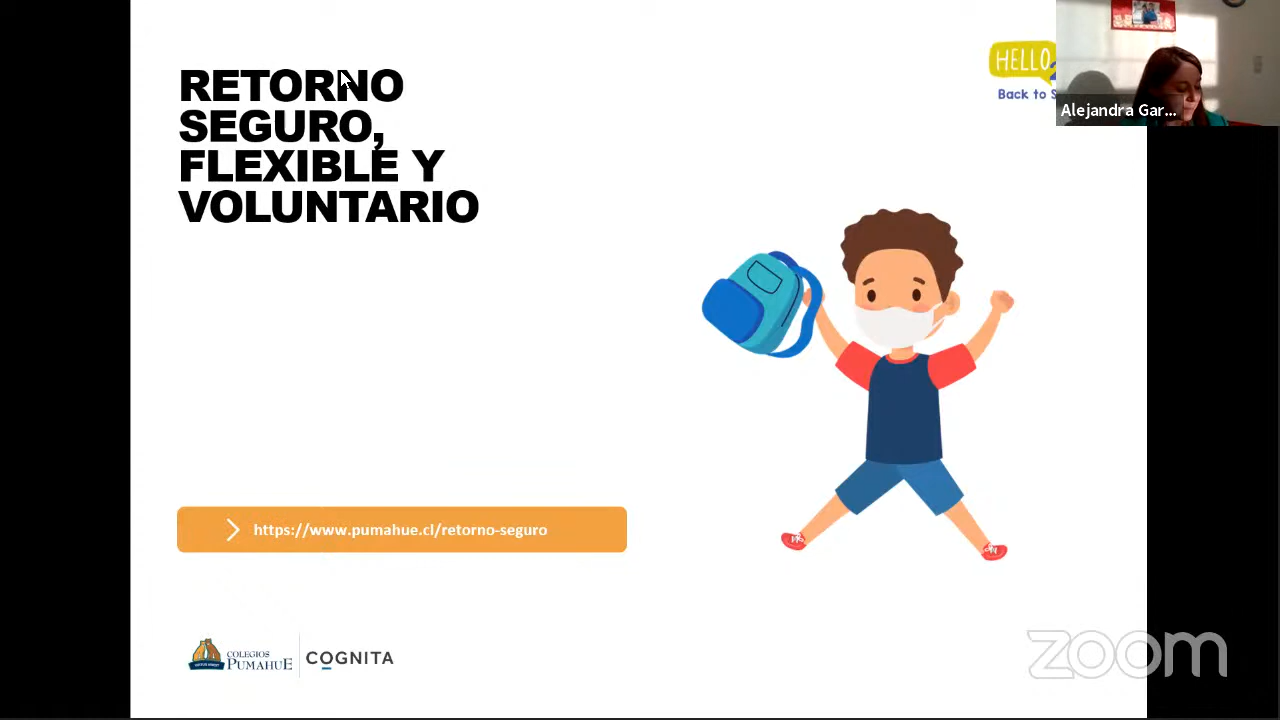 RETORNO
SEGURO,
FLEXIBLE Y
VOLUNTARIO
HELLO
Back to S
Alejandra Gar...
https://www.pumahue.cl/retorno-seguro
COLEGIOS
PUMAHUE
COGNITA
zoom